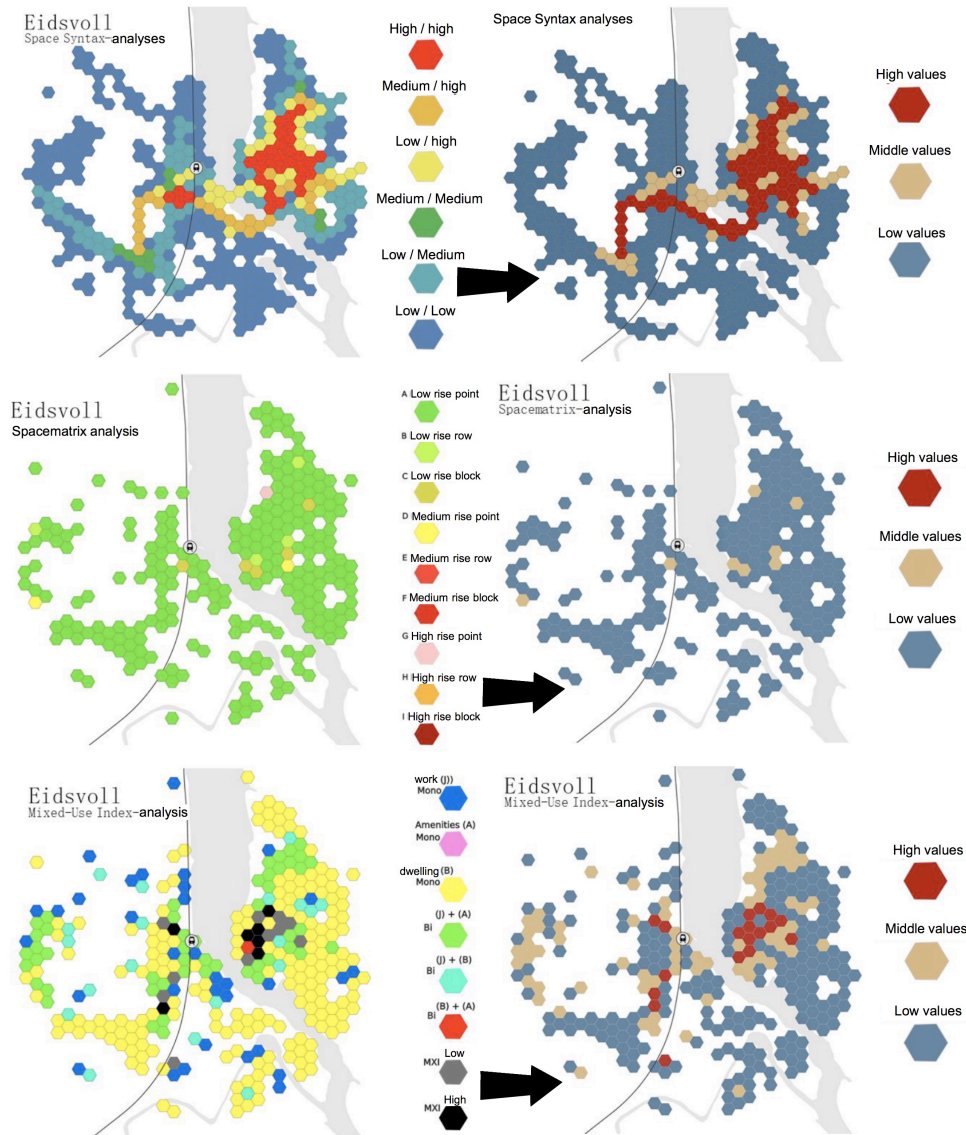 Eidsvoll
Space Syntax-analyses
High / high
Medium / high
Low / high
Medium / Medium
Low / Medium
Low / Low
Space Syntax analyses
High values
Middle values
Low values
Eidsvoll
Spacematrix analysis
A Low rise point
B Low rise row
C Low rise block
D Medium rise point
E Medium rise row
F Medium rise block
G High rise point
H High rise row
I High rise block
Eidsvoll
Spacematrix-analysis
High values
Middle values
Low values
Eidsvoll
Mixed-Use Index-analysis
work (J))
Mono
Amenities (A)
Mono
dwelling (B)
Mono
(J) + (A)
Bi
(J) + (B)
Bi
(B) + (A)
Bi
Low
MXI
High
MXI
Eidsvoll
Mixed-Use Index-analysis
High values
Middle values
Low values